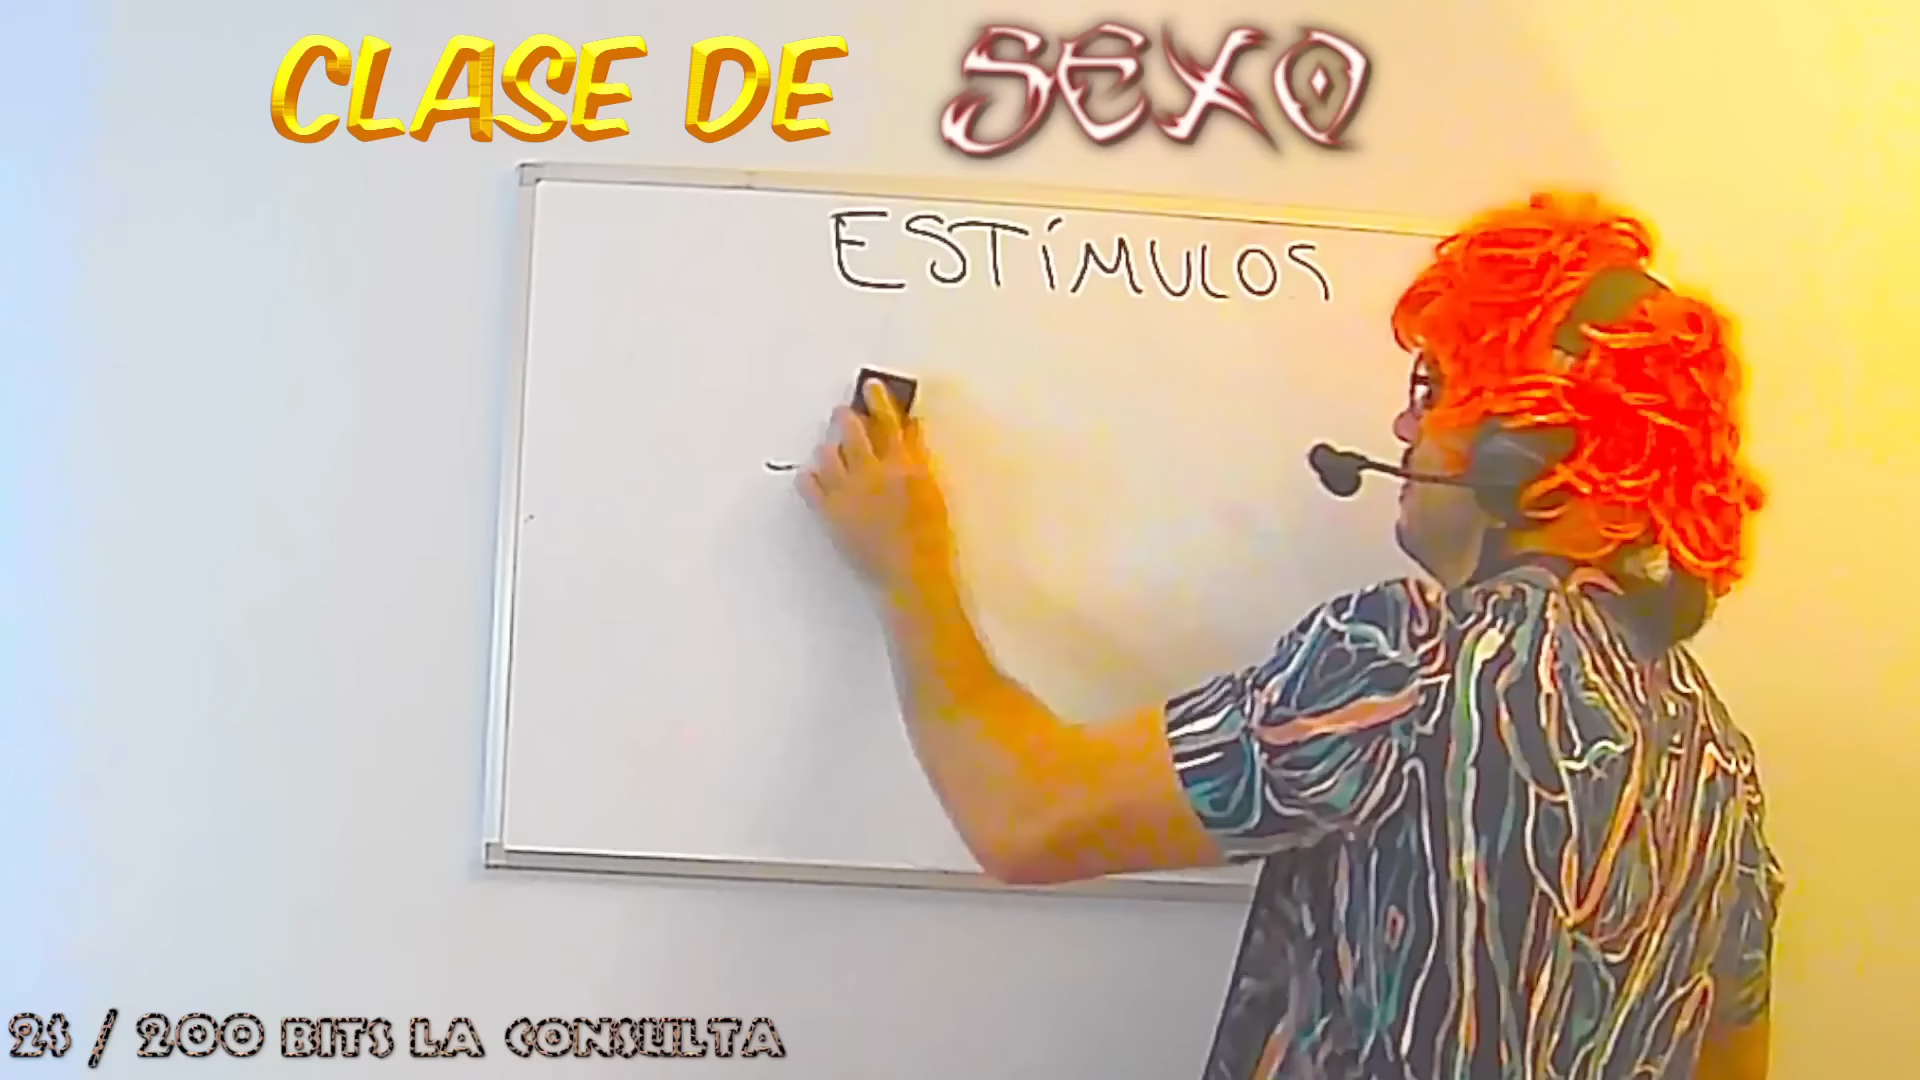 CLASE DE SEXO
ESTÍMULOS
2$ / 200 BITS LA CONSULTA